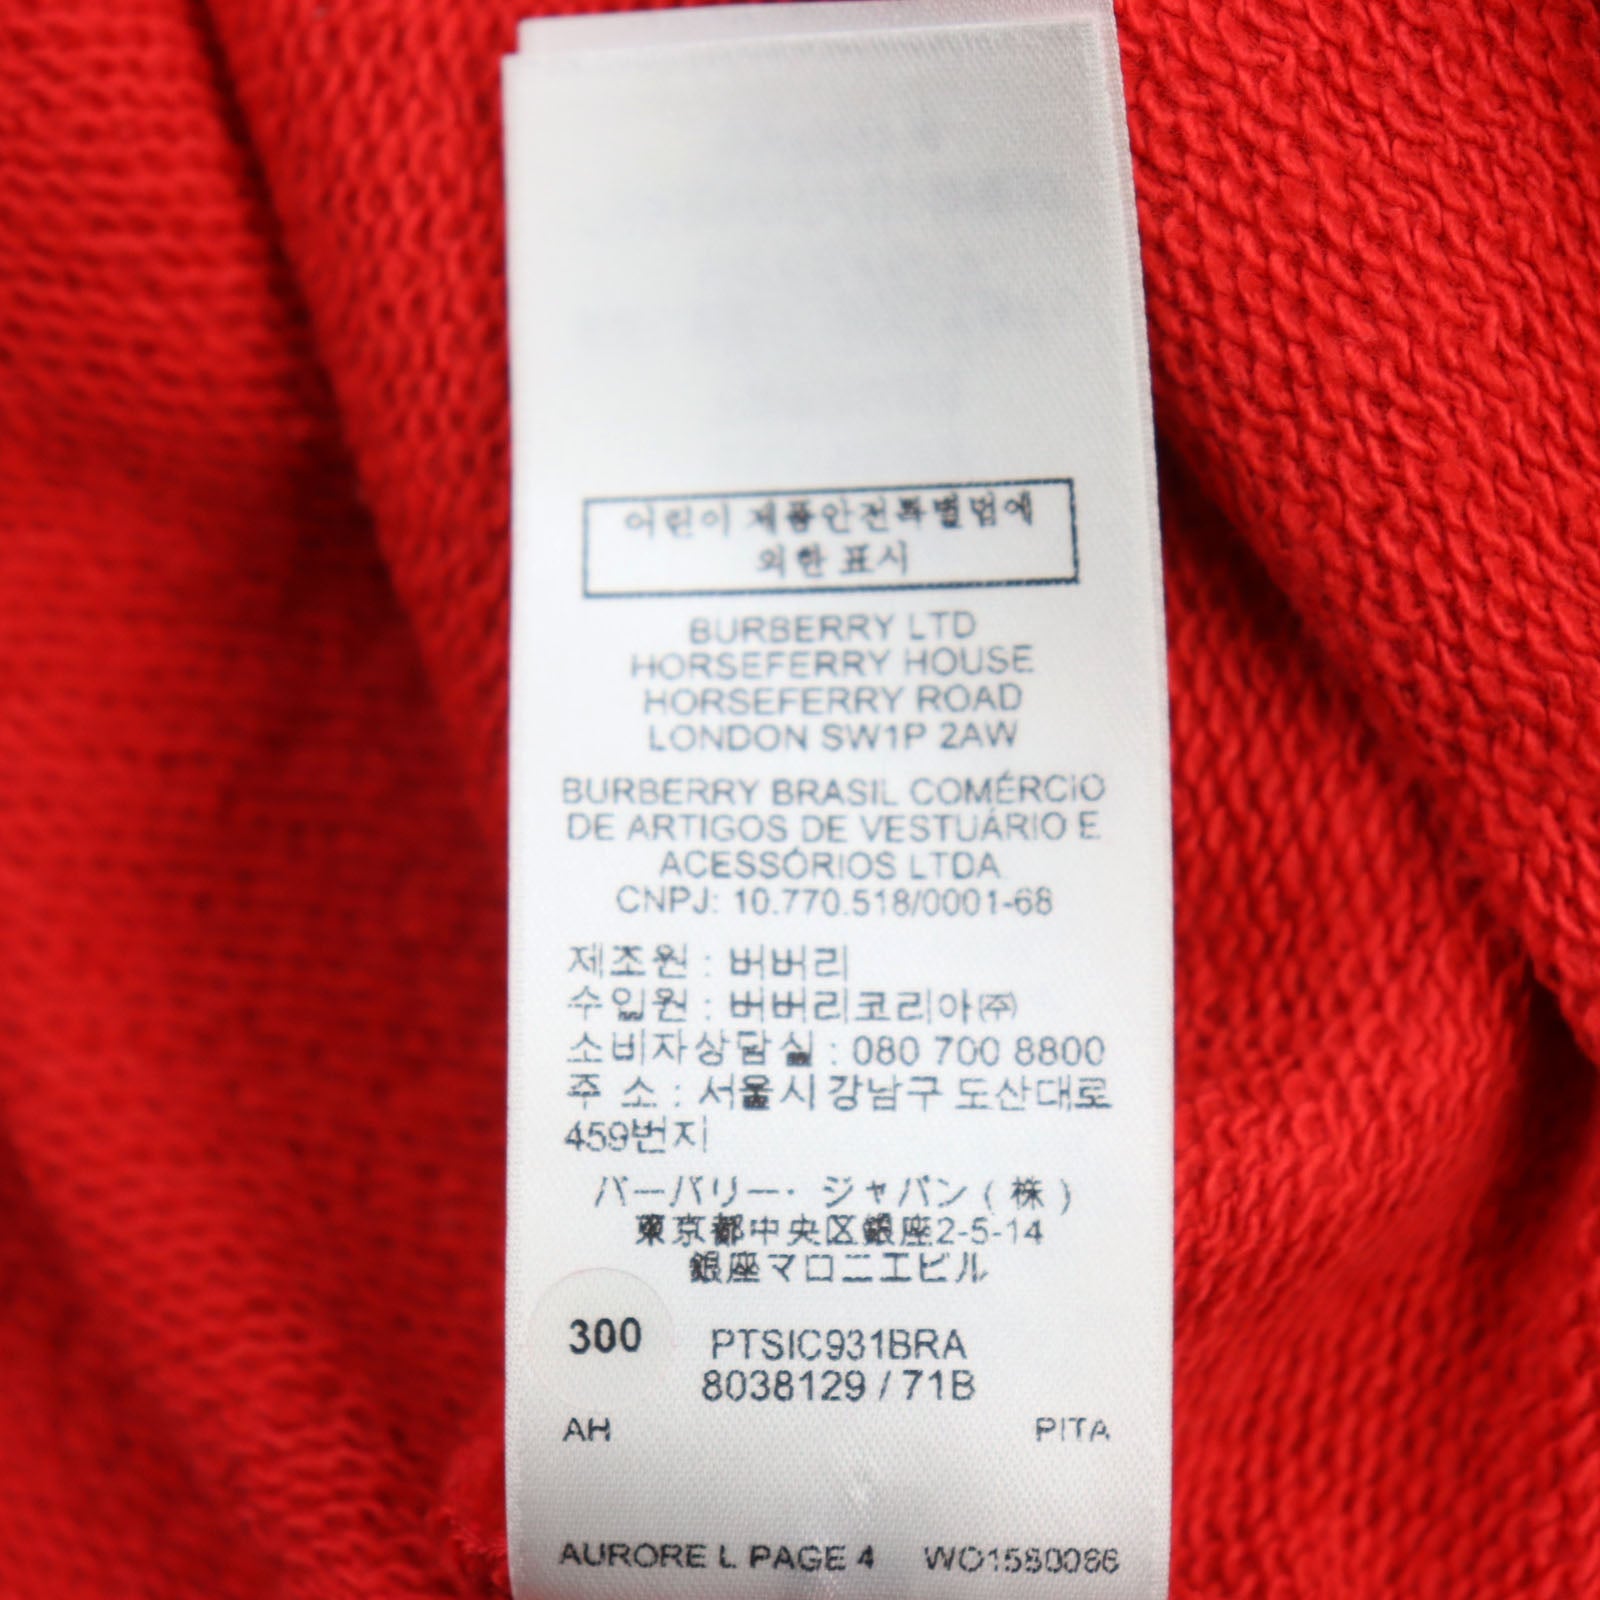 어린이 제품안전특별법에
의한 표시
BURBERRY LTD
HORSEFERRY HOUSE
HORSEFERRY ROAD
LONDON SW1P 2AW
BURBERRY BRASIL COMÉRCIO
DE ARTIGOS DE VESTUÁRIO E
ACESSÓRIOS LTDA
CNPJ: 10.770.518/0001-68
제조원 : 버버리
수입원 : 버버리코리아㈜
소비자상담실 : 080 700 8800
주 소 : 서울시 강남구 도산대로
459번지
バーバリー・ジャパン(株)
東京都中央区銀座2-5-14
銀座マロニエビル
300
PTSIC931BRA
8038129 / 71B
AH PITA
AURORE L PAGE 4 WO1580086